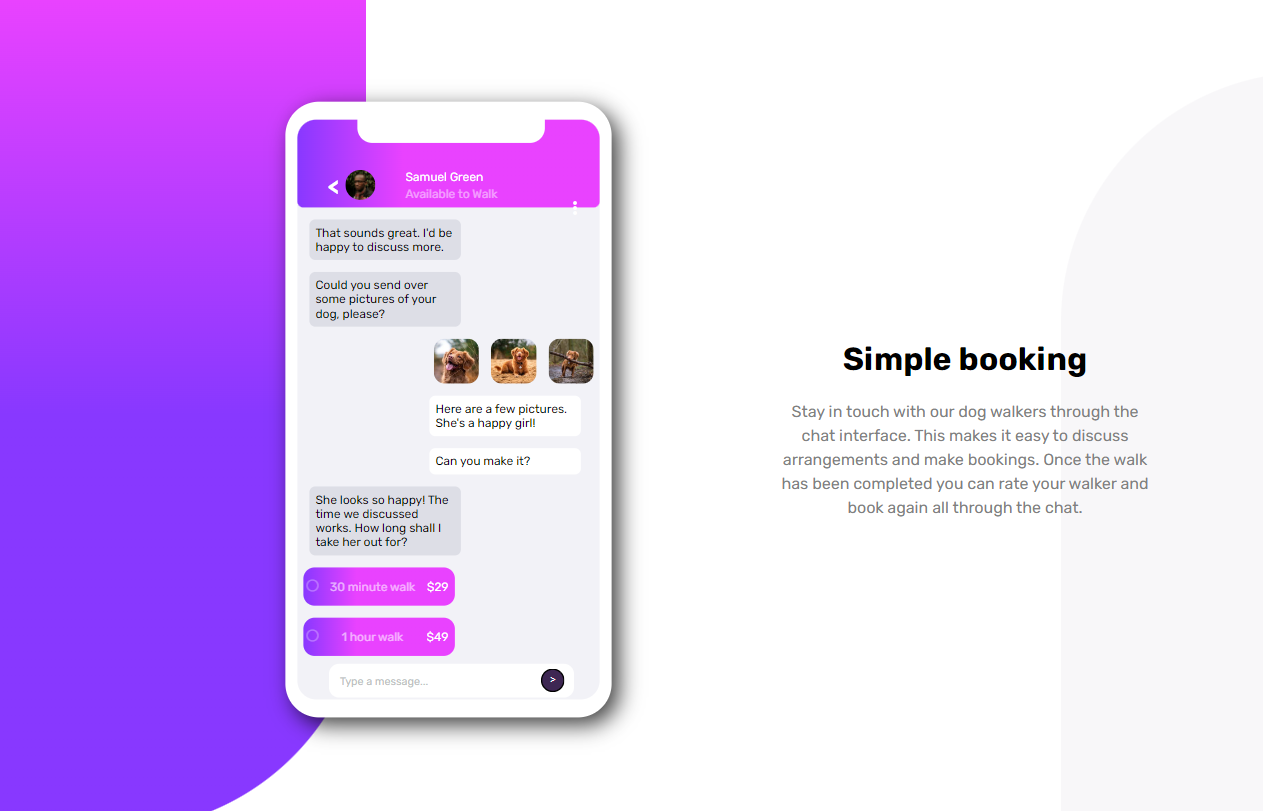 <
Samuel Green
Available to Walk
That sounds great. I'd be
happy to discuss more.
Could you send over
some pictures of your
dog, please?
Here are a few pictures.
She's a happy girl!
Can you make it?
She looks so happy! The
time we discussed
works. How long shall I
take her out for?
30 minute walk $29
1 hour walk $49
Type a message...
>
Simple booking
Stay in touch with our dog walkers through the
chat interface. This makes it easy to discuss
arrangements and make bookings. Once the walk
has been completed you can rate your walker and
book again all through the chat.